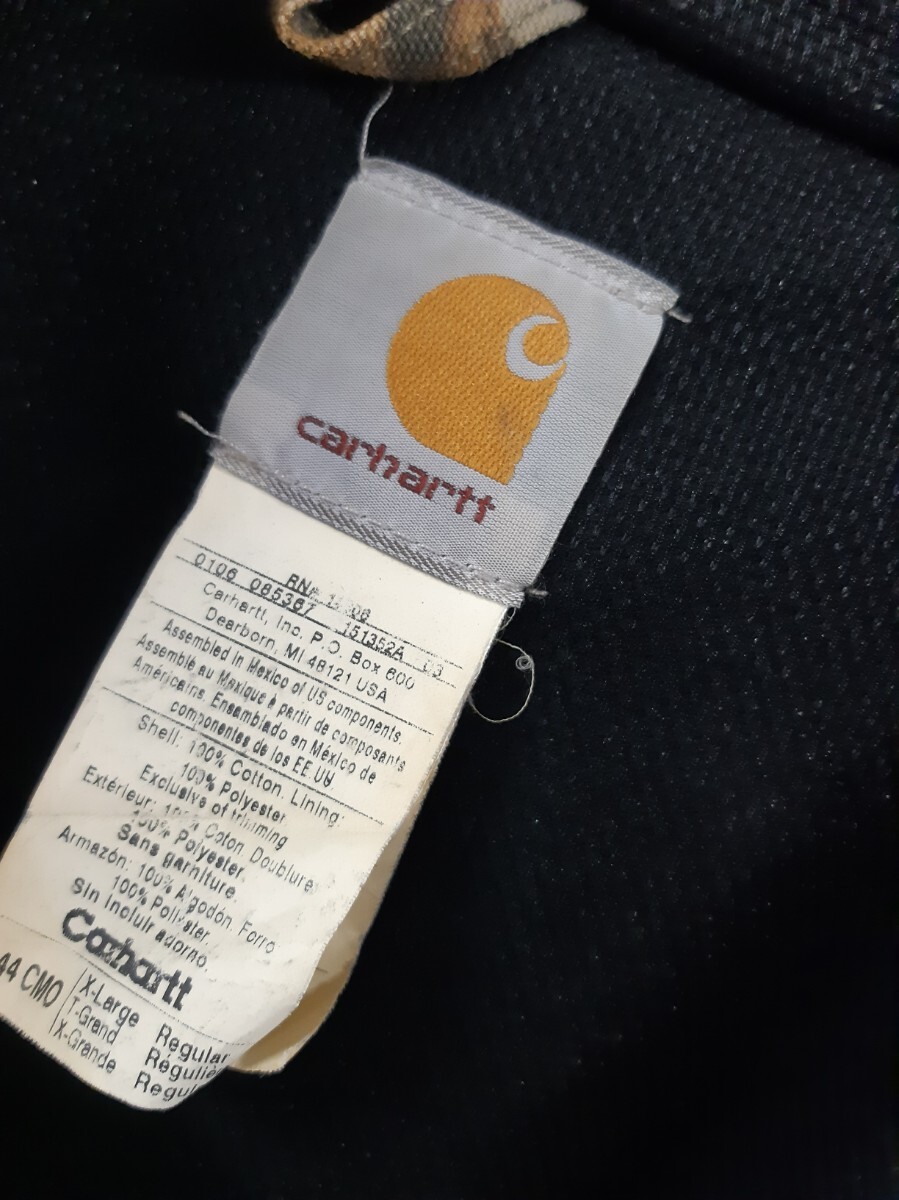 carhartt
0106 085367 151352A 03
Carhartt, Inc. P.O. Box 600
Dearborn, MI 48121 USA
Assembled in Mexico of US components.
Assemblé au Mexique à partir de composants
Américains. Ensamblado en México de
componentes de los EE.UU
Shell: 100% Cotton. Lining:
100% Polyester.
Exclusive of trimming
Extérieur: 100% Coton. Doublure:
100% Polyester.
Sans garniture.
Armazón: 100% Algodón. Forro
100% Poliyster.
Sin incluir adorno.
Carhartt
44 CMO
X-Large Regular
T-Grand
X-Grande